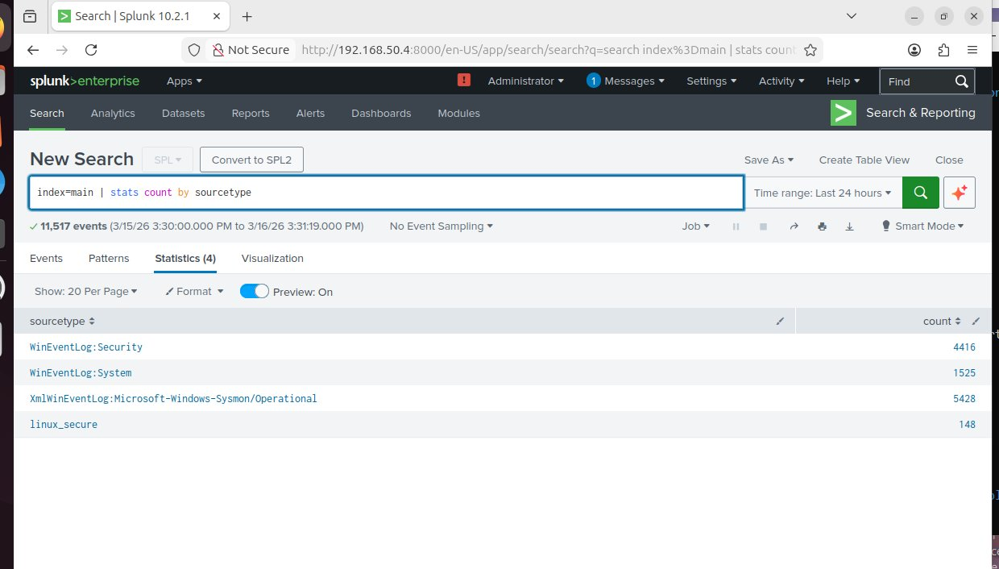 Search | Splunk 10.2.1
Not Secure http://192.168.50.4:8000/en-US/app/search/search?q=search index%3Dmain | stats count
splunk>enterprise Apps Administrator 1 Messages Settings Activity Help Find
Search Analytics Datasets Reports Alerts Dashboards Modules Search & Reporting
New Search SPL Convert to SPL2 Save As Create Table View Close
index=main | stats count by sourcetype Time range: Last 24 hours
11,517 events (3/15/26 3:30:00.000 PM to 3/16/26 3:31:19.000 PM) No Event Sampling Job Smart Mode
Events Patterns Statistics (4) Visualization
Show: 20 Per Page Format Preview: On
sourcetype count
WinEventLog:Security 4416
WinEventLog:System 1525
XmlWinEventLog:Microsoft-Windows-Sysmon/Operational 5428
linux_secure 148